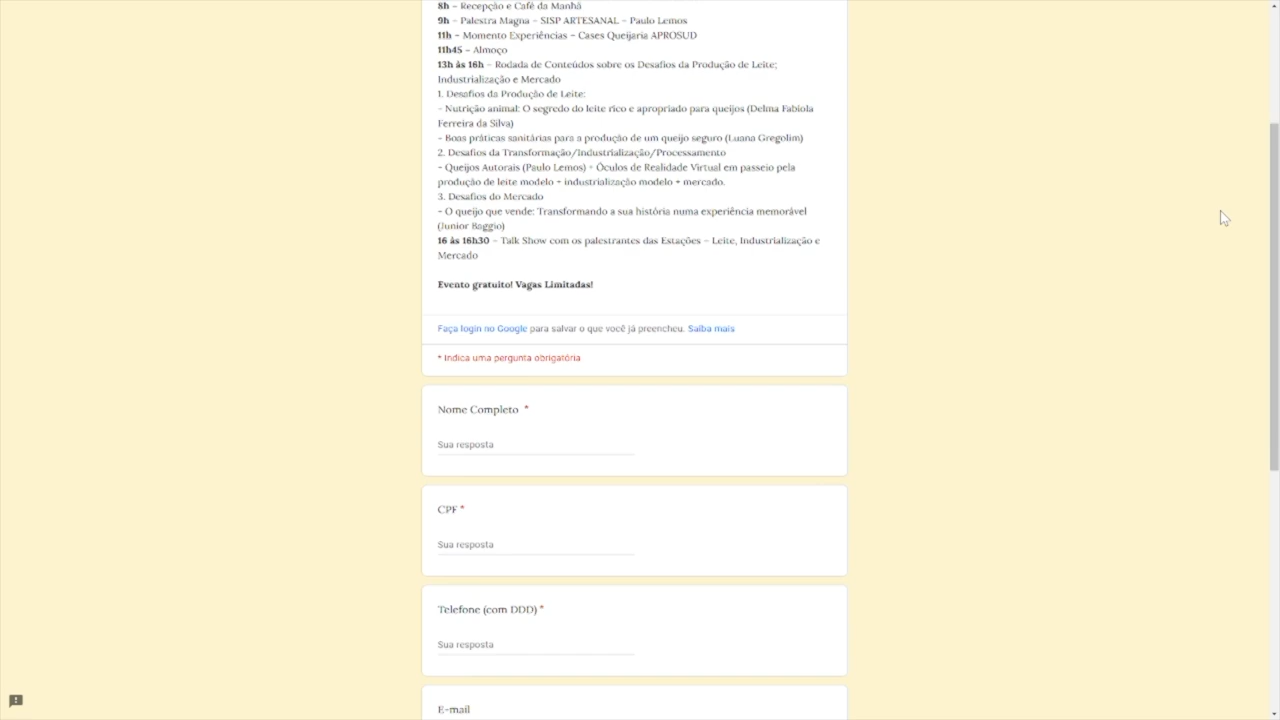 8h – Recepção e Café da Manhã
9h – Palestra Magna – SISP ARTESANAL – Paulo Lemos
11h – Momento Experiências – Cases Queijaria APROSUD
11h45 – Almoço
13h às 16h – Rodada de Conteúdos sobre os Desafios da Produção de Leite;
Industrialização e Mercado
1. Desafios da Produção de Leite:
- Nutrição animal: O segredo do leite rico e apropriado para queijos (Delma Fabíola
Ferreira da Silva)
- Boas práticas sanitárias para a produção de um queijo seguro (Luana Gregolim)
2. Desafios da Transformação/Industrialização/Processamento
- Queijos Autorais (Paulo Lemos) + Óculos de Realidade Virtual em passeio pela
produção de leite modelo + industrialização modelo + mercado.
3. Desafios do Mercado
- O queijo que vende: Transformando a sua história numa experiência memorável
(Junior Baggio)
16 às 16h30 – Talk Show com os palestrantes das Estações – Leite, Industrialização e
Mercado
Evento gratuito! Vagas Limitadas!
Faça login no Google para salvar o que você já preencheu. Saiba mais
* Indica uma pergunta obrigatória
Nome Completo *
Sua resposta
CPF *
Sua resposta
Telefone (com DDD) *
Sua resposta
E-mail